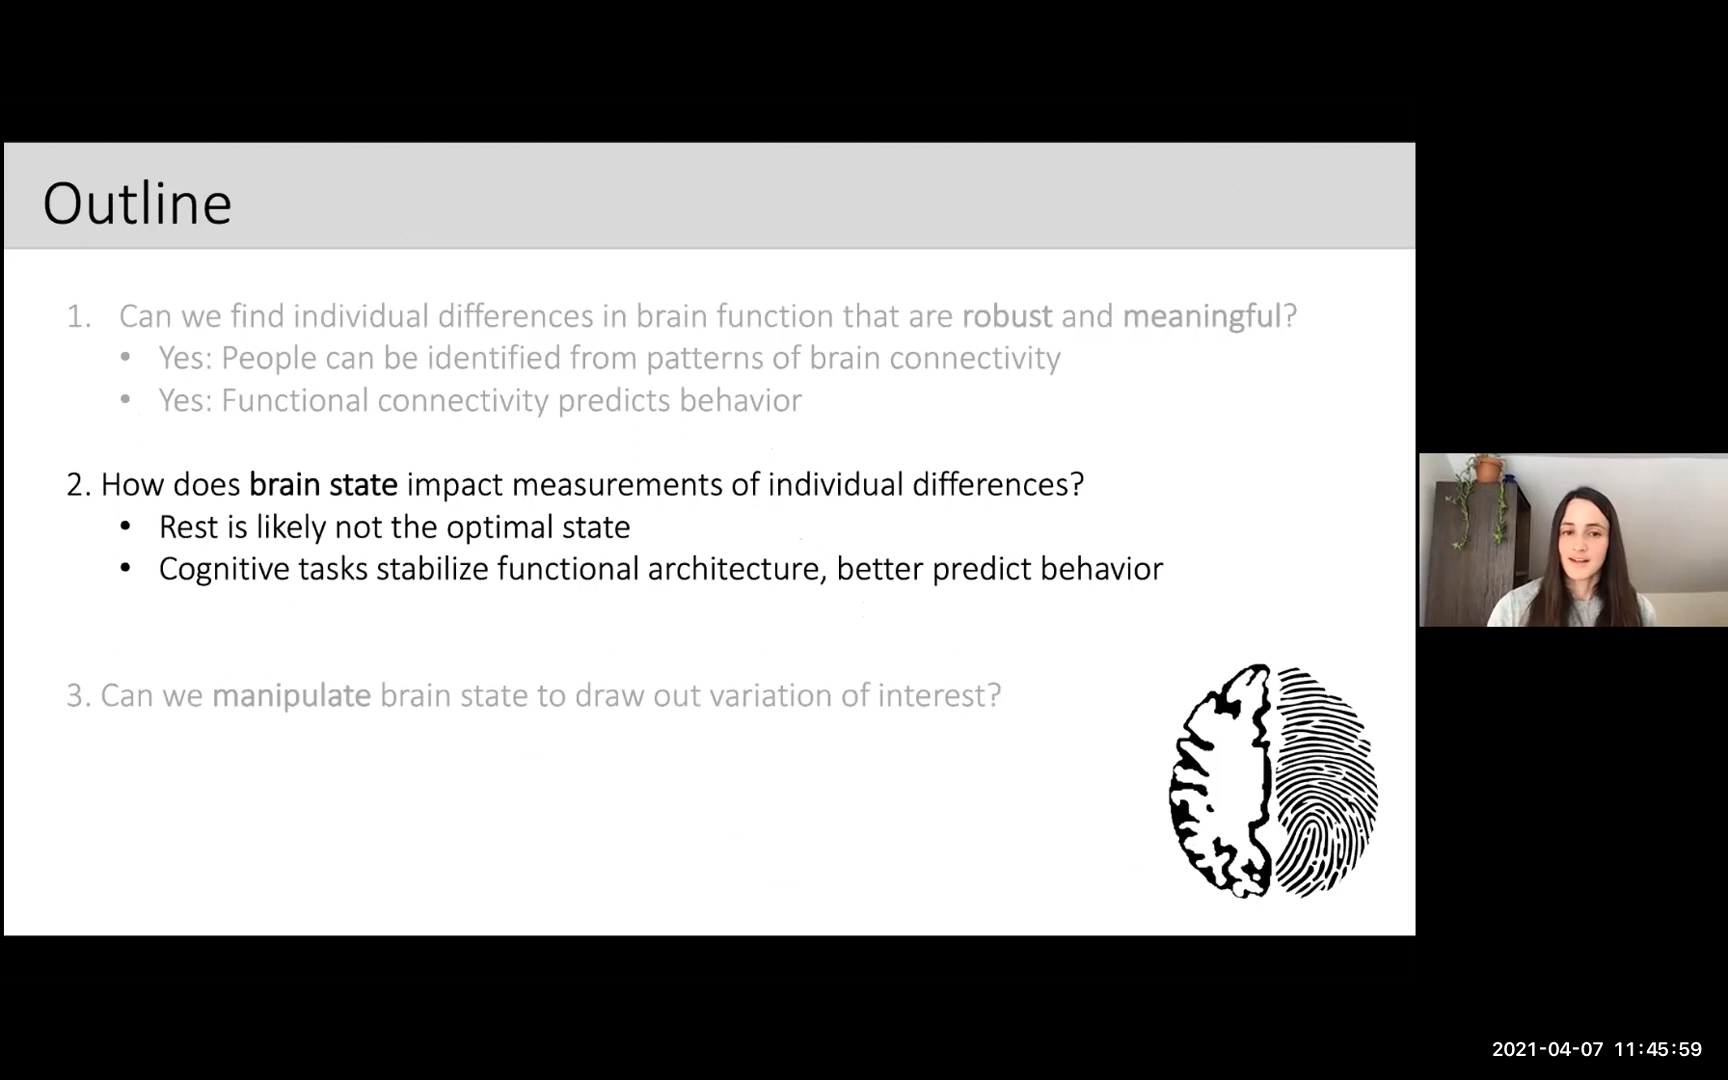 Outline
1. Can we find individual differences in brain function that are robust and meaningful?
• Yes: People can be identified from patterns of brain connectivity
• Yes: Functional connectivity predicts behavior
2. How does brain state impact measurements of individual differences?
• Rest is likely not the optimal state
• Cognitive tasks stabilize functional architecture, better predict behavior
3. Can we manipulate brain state to draw out variation of interest?
2021-04-07 11:45:59